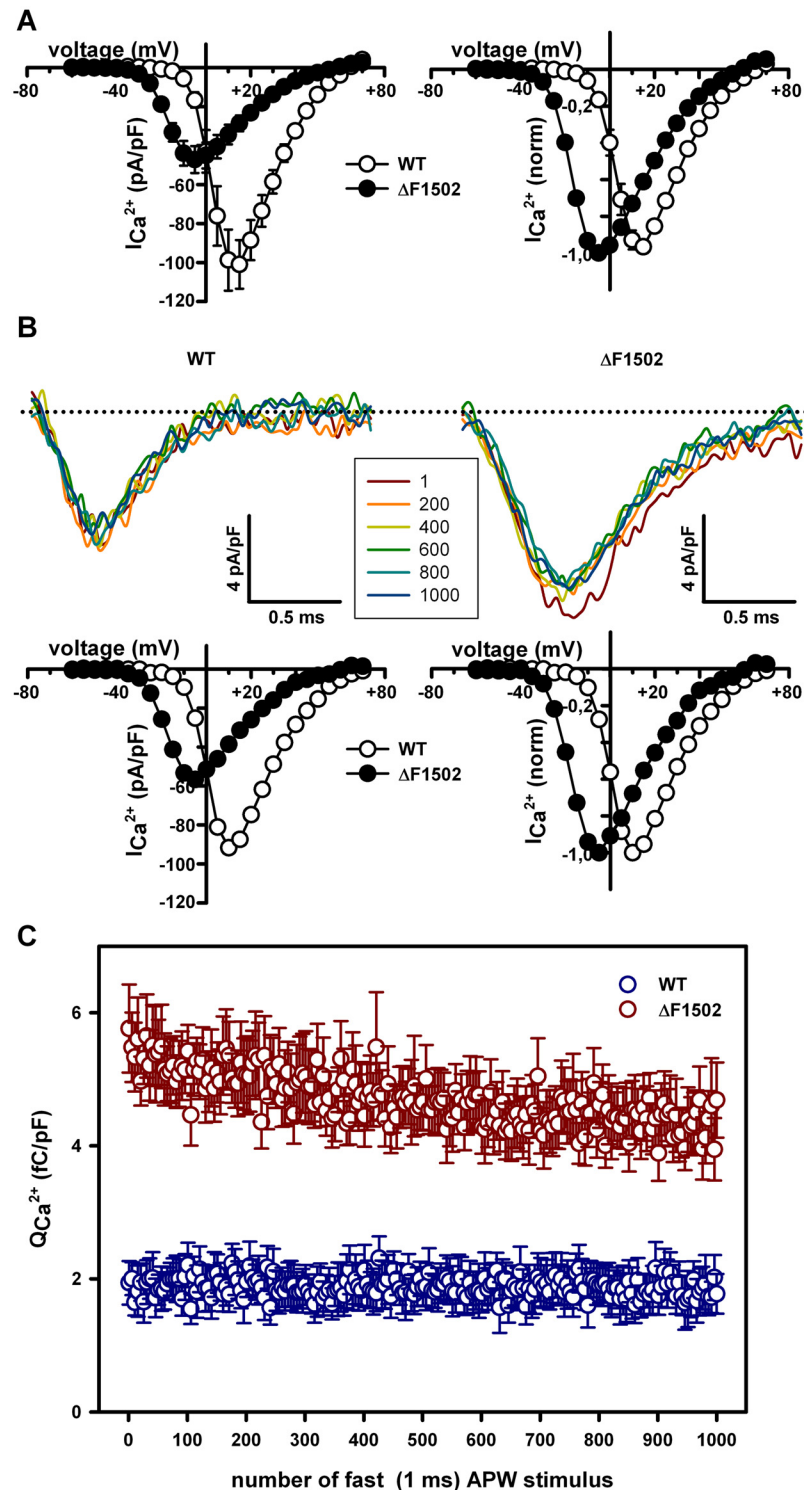 A
voltage (mV)
-80 -40 +20 +80
-60
-80
-100
-120
ICa2+ (pA/pF)
WT
ΔF1502
voltage (mV)
-80 -40 +20 +80
-0,2
-1,0
ICa2+ (norm)
B
WT
ΔF1502
1
200
400
600
800
1000
4 pA/pF
0.5 ms
4 pA/pF
0.5 ms
voltage (mV)
-80 -40 +20 +80
-60
-80
-100
-120
ICa2+ (pA/pF)
WT
ΔF1502
voltage (mV)
-80 -40 +20 +80
-0,2
-1,0
ICa2+ (norm)
C
WT
ΔF1502
6
4
2
0
QCa2+ (fC/pF)
0 100 200 300 400 500 600 700 800 900 1000
number of fast (1 ms) APW stimulus